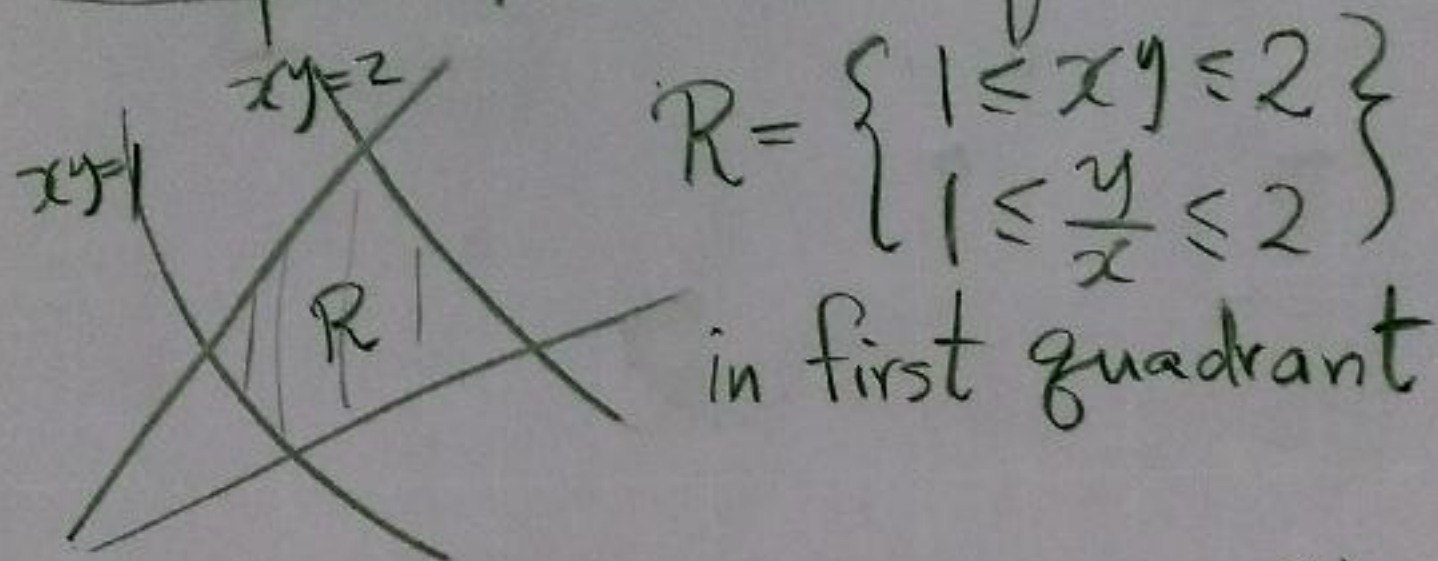 xy=2
xy=1
R
R = { 1 ≤ xy ≤ 2
1 ≤ y/x ≤ 2 }
in first quadrant